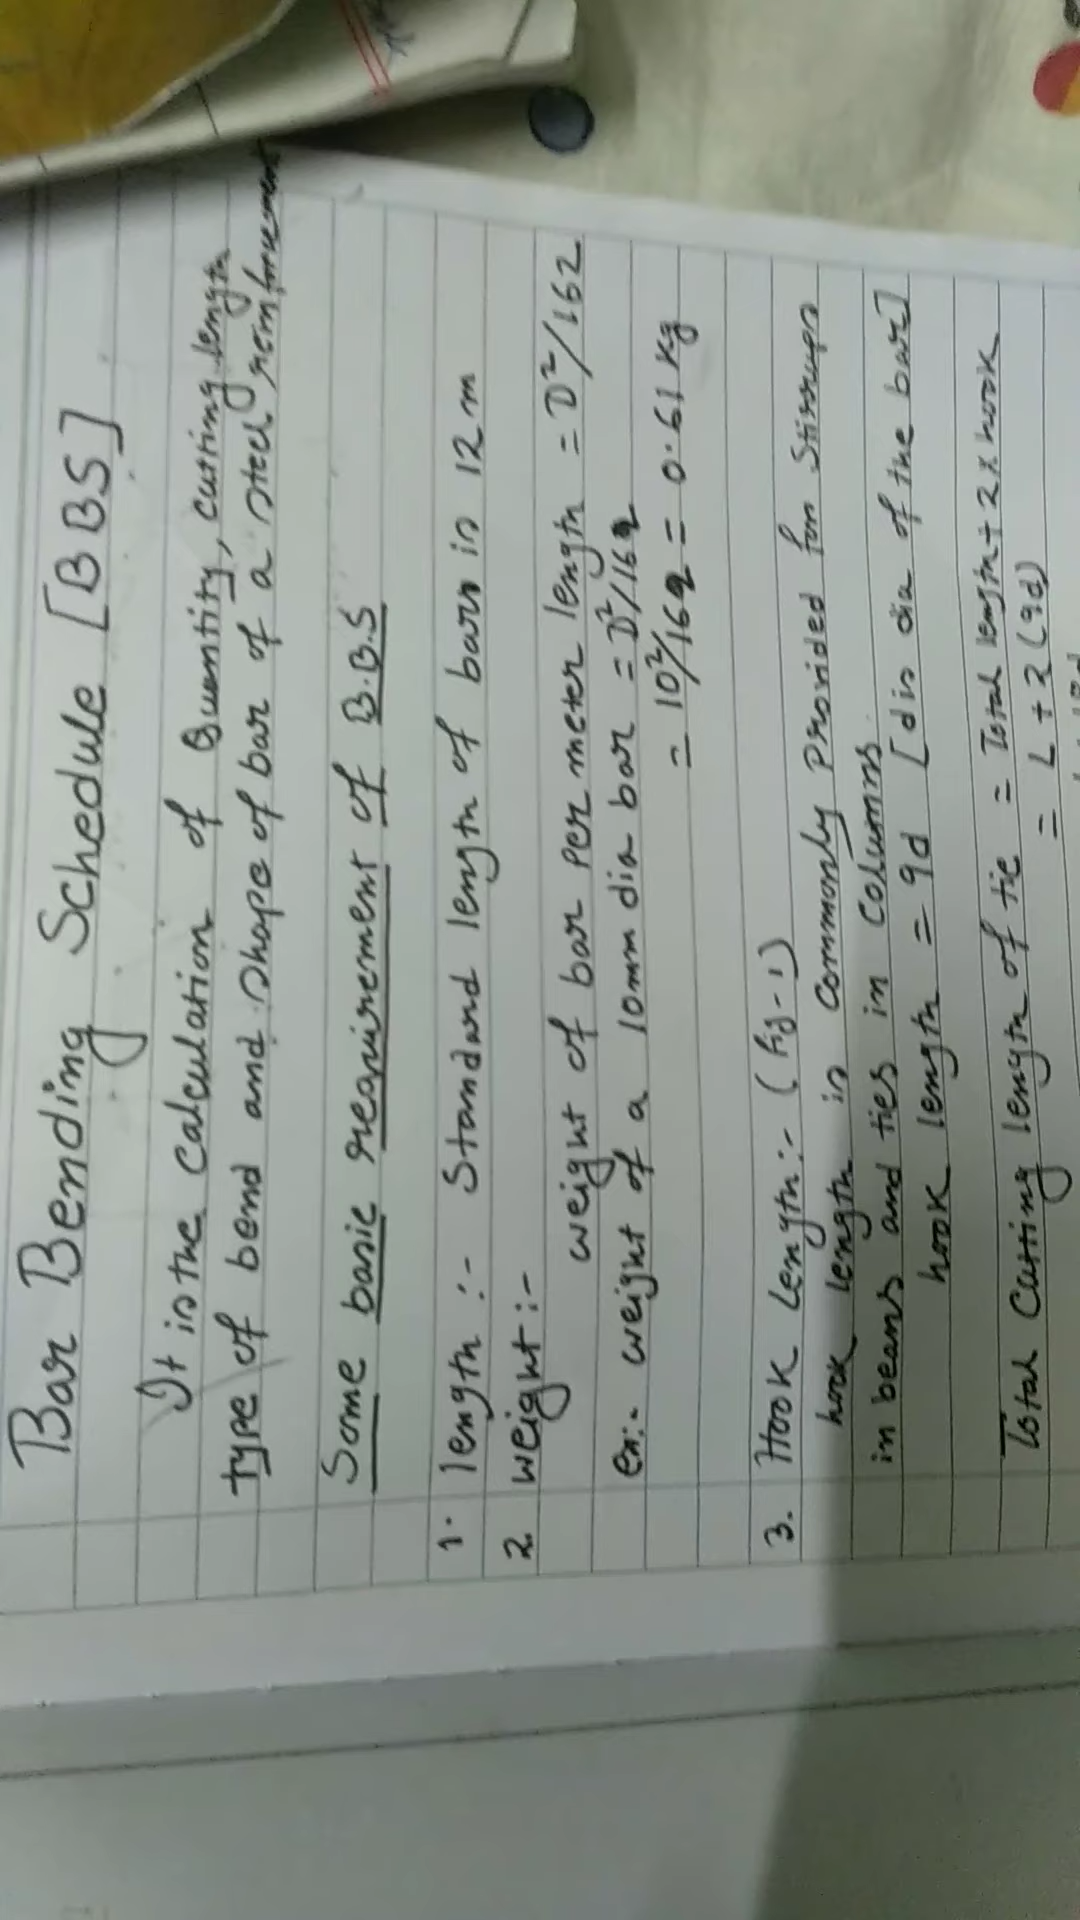 Bar Bending Schedule [BBS]
It is the calculation of Quantity, cutting length
type of bend and shape of bar of a steel reinforcement
Some basic requirement of B.B.S
1. length :- Standard length of bar is 12 m
2. weight :-
weight of bar per meter length = D²/162
ex:- weight of a 10mm dia bar = D²/162
= 10²/162 = 0.61 kg
3. Hook Length :- (fig-1)
hook length is commonly provided for stirrups
in beams and ties in columns.
hook length = 9d [d is dia of the bar]
Total cutting length of tie = Total length + 2 x hook
= L + 2 (9d)